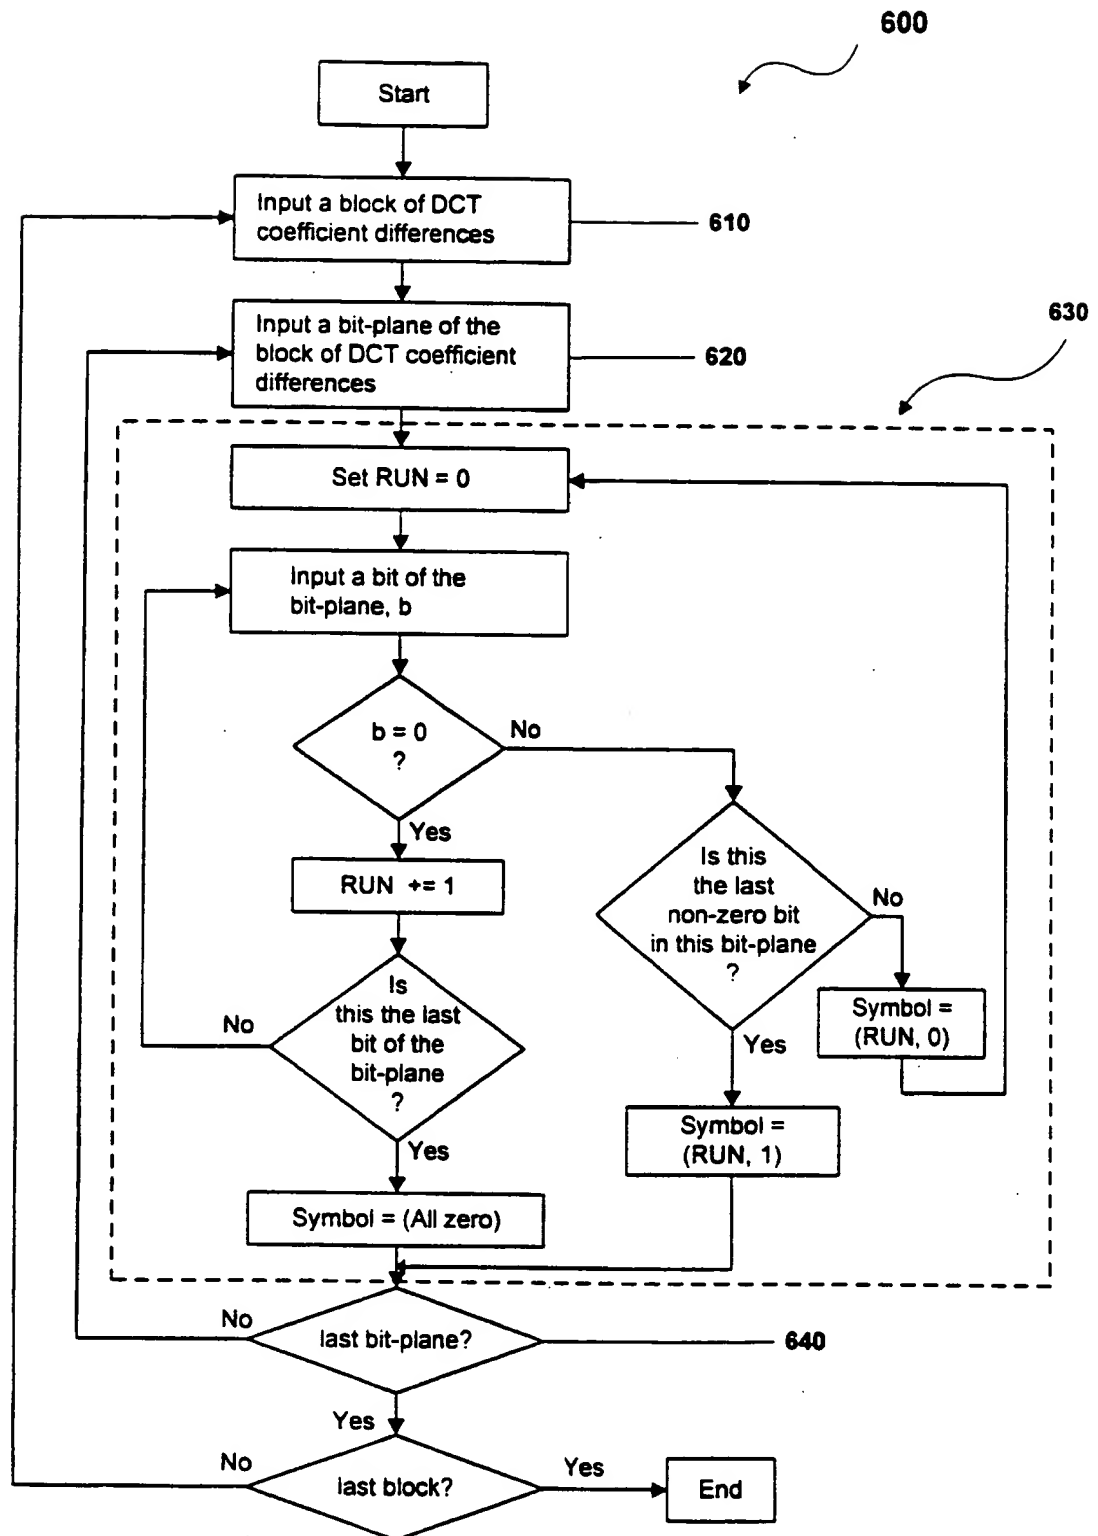 600
Start
Input a block of DCT
coefficient differences
610
630
Input a bit-plane of the
block of DCT coefficient
differences
620
Set RUN = 0
Input a bit of the
bit-plane, b
b = 0
?
No
Yes
RUN += 1
Is this
the last
non-zero bit
in this bit-plane
?
No
Symbol =
(RUN, 0)
Is
this the last
bit of the
bit-plane
?
No
Yes
Yes
Symbol =
(RUN, 1)
Symbol = (All zero)
No
last bit-plane?
640
Yes
No
last block?
Yes
End